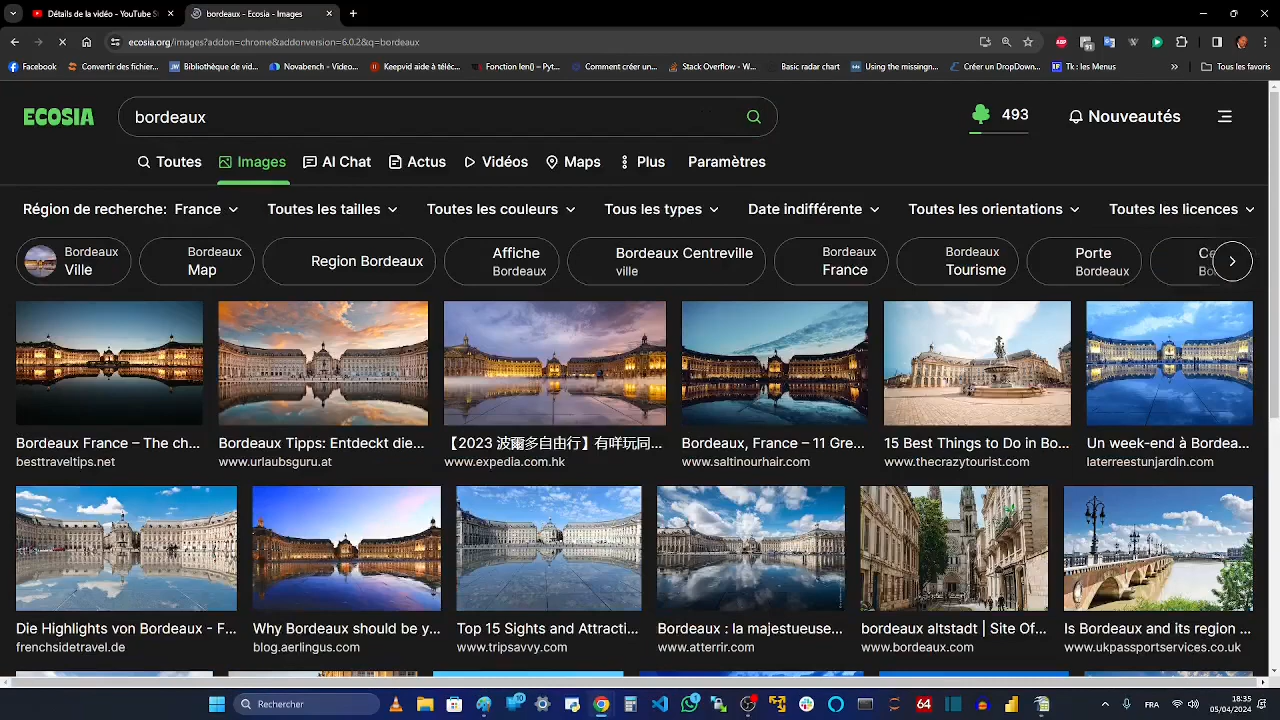 Détails de la vidéo - YouTube S
bordeaux - Ecosia - Images
ecosia.org/images?addon=chrome&addonversion=6.0.2&q=bordeaux
Facebook
Convertir des fichier...
Bibliothèque de vid...
Novabench - Video...
Keepvid aide à téléc...
Fonction len() – Pyt...
Comment créer un...
Stack Overflow - W...
Basic radar chart
Using the missingn...
Créer un DropDown...
Tk : les Menus
Tous les favoris
ECOSIA
bordeaux
493
Nouveautés
Toutes
Images
AI Chat
Actus
Vidéos
Maps
Plus
Paramètres
Région de recherche: France
Toutes les tailles
Toutes les couleurs
Tous les types
Date indifférente
Toutes les orientations
Toutes les licences
Bordeaux
Ville
Bordeaux
Map
Region Bordeaux
Affiche
Bordeaux
Bordeaux Centreville
ville
Bordeaux
France
Bordeaux
Tourisme
Porte
Bordeaux
Bordeaux France – The ch...
besttraveltips.net
Bordeaux Tipps: Entdeckt die...
www.urlaubsguru.at
【2023 波爾多自由行】有咩玩同...
www.expedia.com.hk
Bordeaux, France – 11 Gre...
www.saltinourhair.com
15 Best Things to Do in Bo...
www.thecrazytourist.com
Un week-end à Bordea...
laterreestunjardin.com
Die Highlights von Bordeaux - F...
frenchsidetravel.de
Why Bordeaux should be y...
blog.aerlingus.com
Top 15 Sights and Attracti...
www.tripsavvy.com
Bordeaux : la majestueuse...
www.atterrir.com
bordeaux altstadt | Site Of...
www.bordeaux.com
Is Bordeaux and its region ...
www.ukpassportservices.co.uk
Rechercher
FRA
18:35
05/04/2024